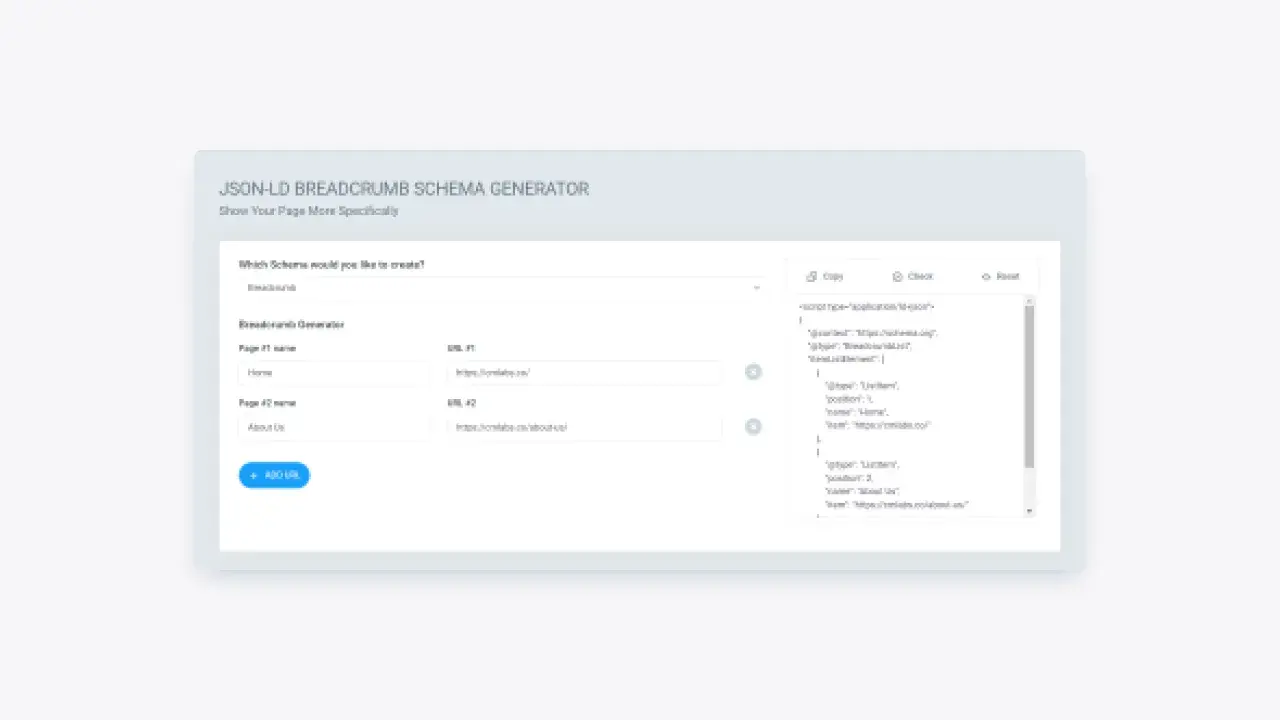 JSON-LD BREADCRUMB SCHEMA GENERATOR
Show Your Page More Specifically
Which Schema would you like to create?
Breadcrumb
Breadcrumb Generator
Page #1 name
URL #1
Home
https://cmlabs.co/
Page #2 name
URL #2
About Us
https://cmlabs.co/about-us/
+ ADD URL
Copy
Check
Reset
<script type="application/ld+json">
{
"@context": "https://schema.org",
"@type": "BreadcrumbList",
"itemListElement": [
{
"@type": "ListItem",
"position": 1,
"name": "Home",
"item": "https://cmlabs.co/"
},
{
"@type": "ListItem",
"position": 2,
"name": "About Us",
"item": "https://cmlabs.co/about-us/"